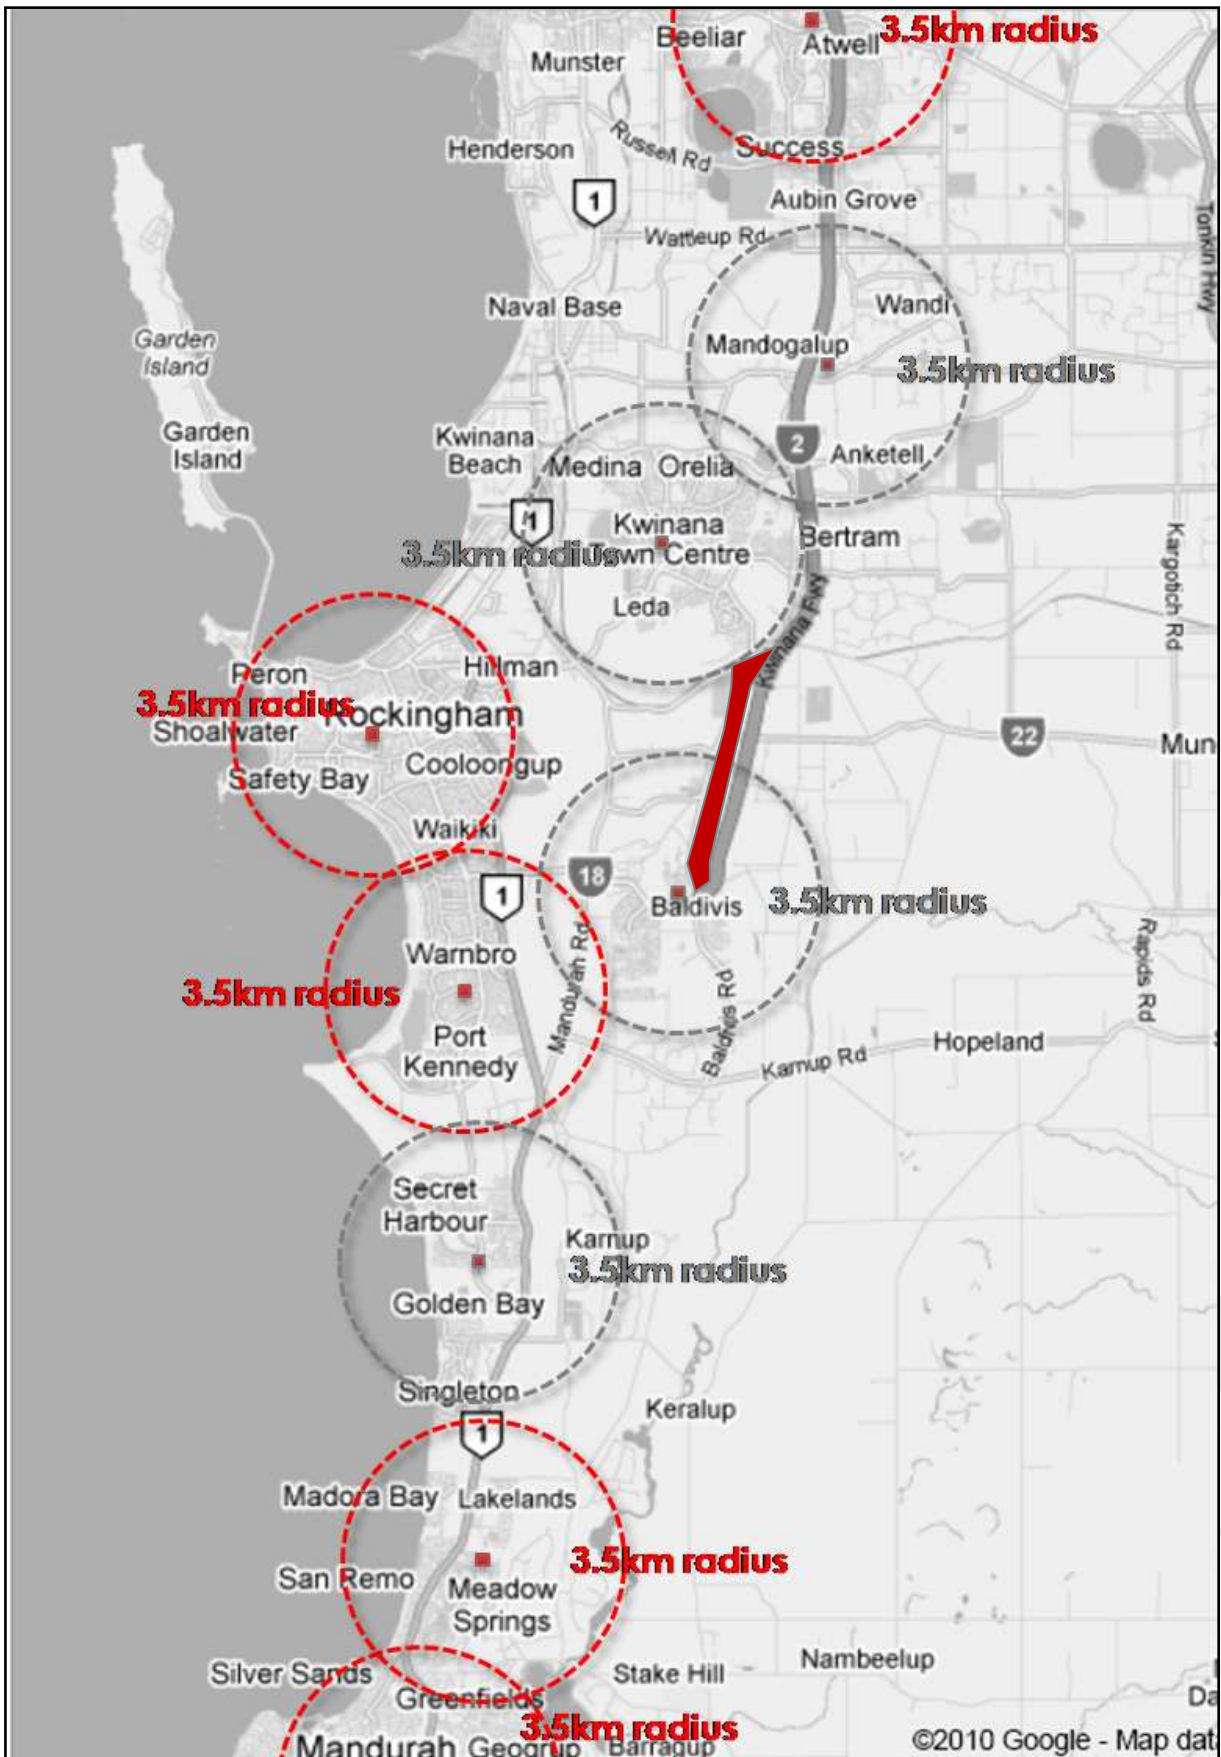 Beeliar
Atwell
3.5km radius
Munster
Henderson
Russell Rd
Success
1
Aubin Grove
Tonkin Hwy
Wattleup Rd
Naval Base
Wandi
Garden
Island
Mandogalup
3.5km radius
Garden
Island
Kwinana
Beach
Medina
Orelia
2
Anketell
1
Kwinana
Town Centre
3.5km radius
Bertram
Kargotich Rd
Leda
Kwinana Fwy
Peron
Hillman
3.5km radius
Rockingham
Shoalwater
22
Mun
Safety Bay
Cooloongup
Waikiki
18
1
Baldivis
3.5km radius
Warnbro
Mandurah Rd
Rapids Rd
3.5km radius
Baldivis Rd
Port
Kennedy
Karnup Rd
Hopeland
Secret
Harbour
Karnup
3.5km radius
Golden Bay
Singleton
Keralup
1
Madora Bay
Lakelands
3.5km radius
San Remo
Meadow
Springs
Silver Sands
Stake Hill
Nambeelup
Greenfields
Da
3.5km radius
Mandurah
Geogrup
Barragup
©2010 Google - Map data